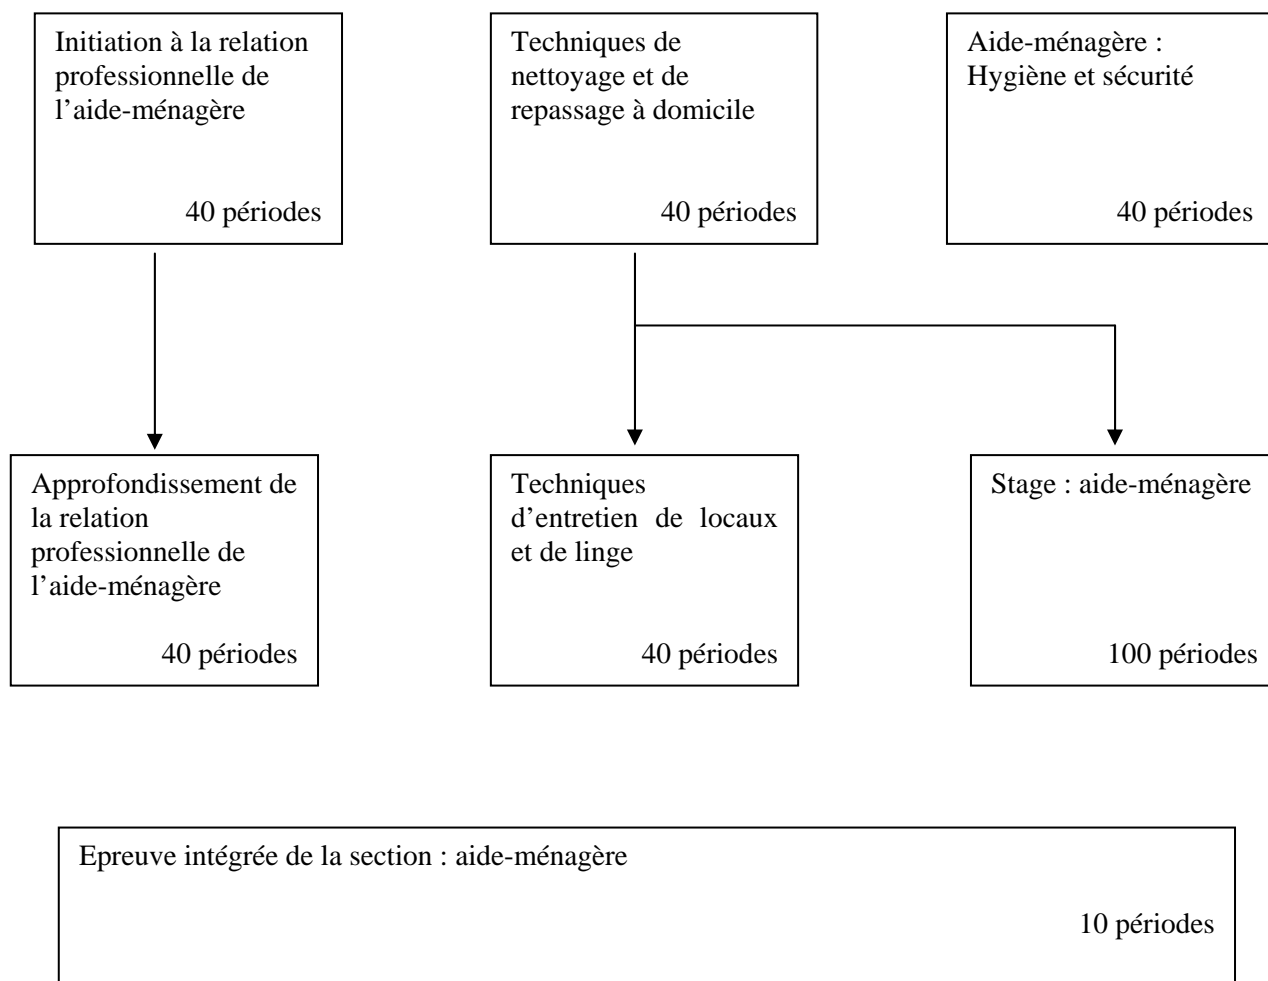 Initiation à la relation
professionnelle de
l’aide-ménagère
40 périodes
Techniques de
nettoyage et de
repassage à domicile
40 périodes
Aide-ménagère :
Hygiène et sécurité
40 périodes
Approfondissement de
la relation
professionnelle de
l’aide-ménagère
40 périodes
Techniques
d’entretien de locaux
et de linge
40 périodes
Stage : aide-ménagère
100 périodes
Epreuve intégrée de la section : aide-ménagère
10 périodes